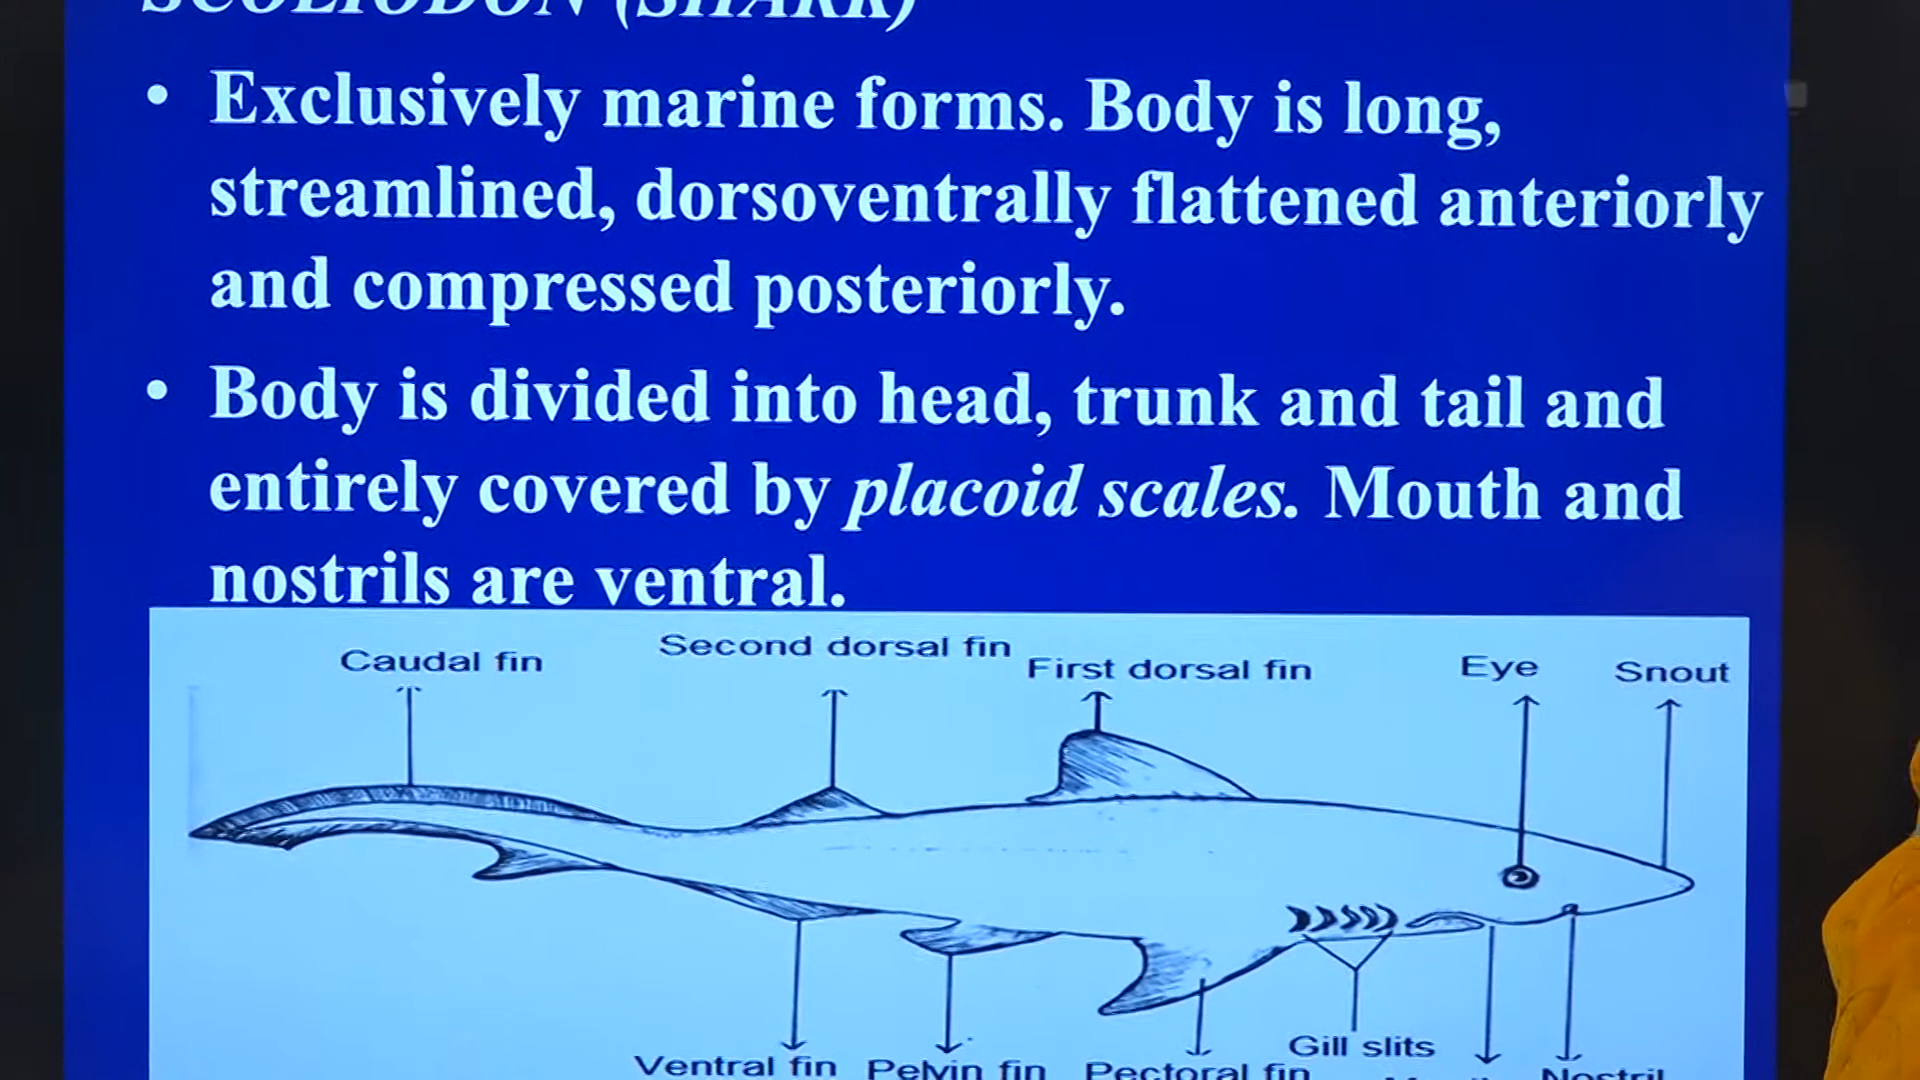 SCOLIODON (SHARK)
• Exclusively marine forms. Body is long,
streamlined, dorsoventrally flattened anteriorly
and compressed posteriorly.
• Body is divided into head, trunk and tail and
entirely covered by placoid scales. Mouth and
nostrils are ventral.
Caudal fin
Second dorsal fin
First dorsal fin
Eye
Snout
Gill slits
Ventral fin
Pelvin fin
Pectoral fin
Nostril